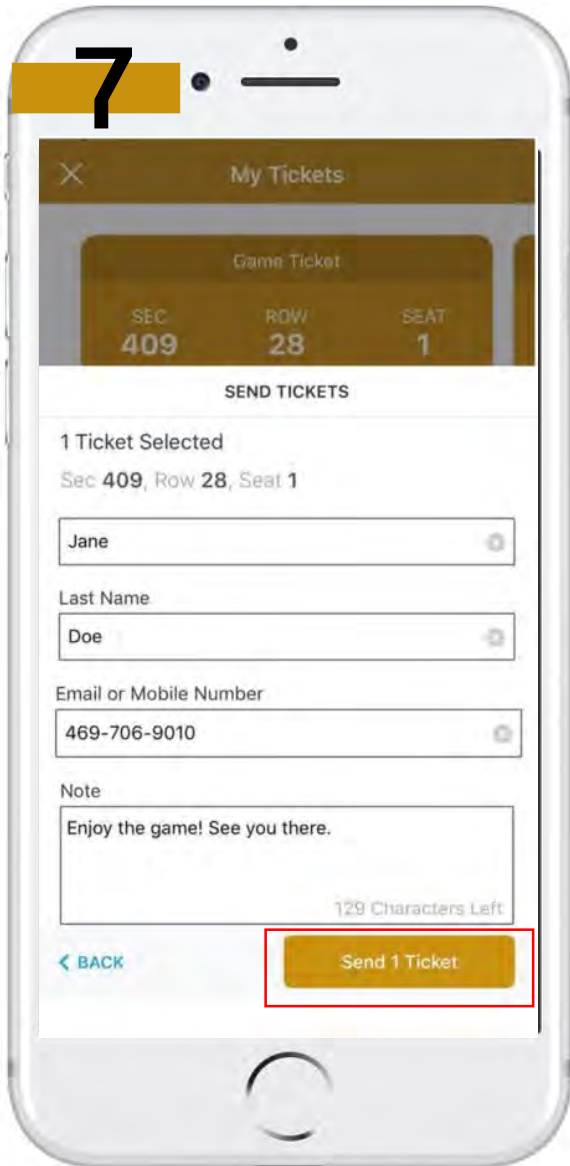 7
My Tickets
Game Ticket
SEC ROW SEAT
409 28 1
SEND TICKETS
1 Ticket Selected
Sec 409, Row 28, Seat 1
Jane
Last Name
Doe
Email or Mobile Number
469-706-9010
Note
Enjoy the game! See you there.
129 Characters Left
BACK
Send 1 Ticket